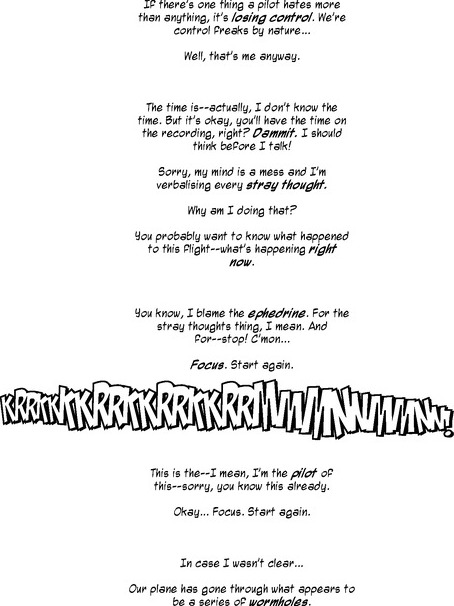 If there's one thing a pilot hates more
than anything, it's losing control. We're
control freaks by nature...
Well, that's me anyway.
The time is--actually, I don't know the
time. But it's okay, you'll have the time on
the recording, right? Dammit. I should
think before I talk!
Sorry, my mind is a mess and I'm
verbalising every stray thought.
Why am I doing that?
You probably want to know what happened
to this flight--what's happening right
now.
You know, I blame the ephedrine. For the
stray thoughts thing, I mean. And
for--stop! C'mon...
Focus. Start again.
This is the--I mean, I'm the pilot of
this--sorry, you know this already.
Okay... Focus. Start again.
In case I wasn't clear...
Our plane has gone through what appears to
be a series of wormholes.